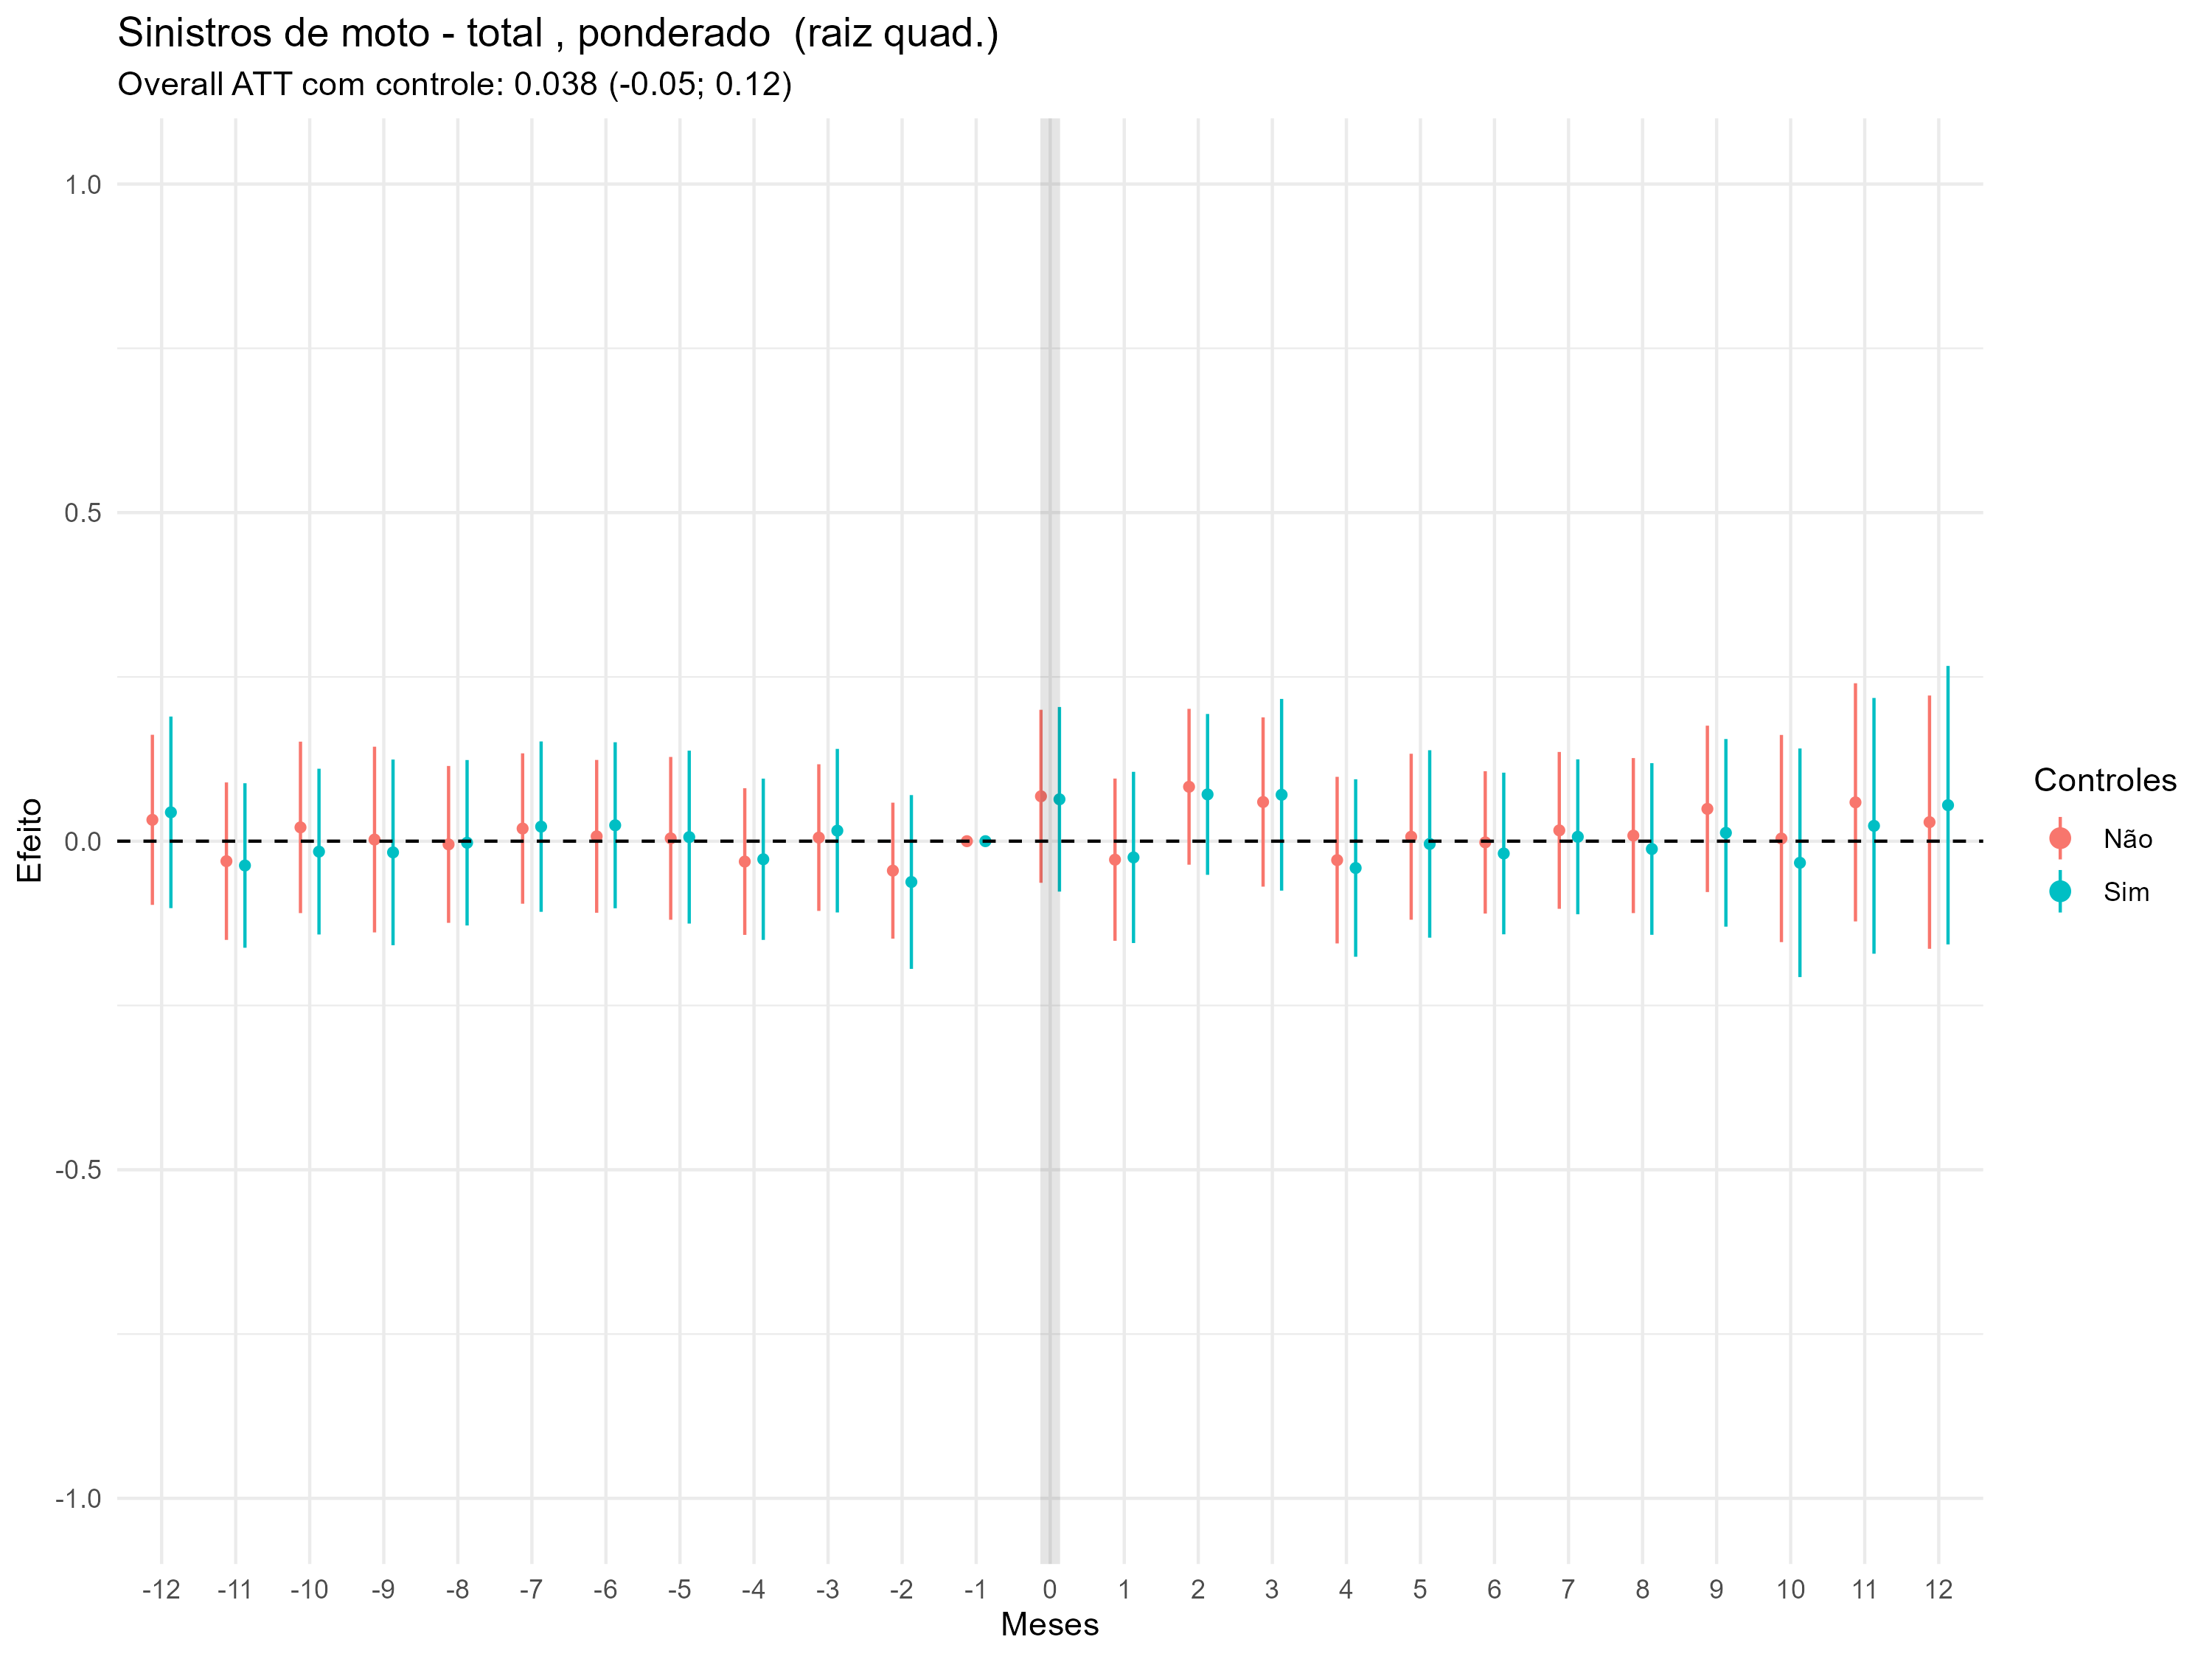 Sinistros de moto - total , ponderado  (raiz quad.)
Overall ATT com controle: 0.038 (-0.05; 0.12)
1.0
0.5
0.0
-0.5
-1.0
Efeito
-12 -11 -10 -9 -8 -7 -6 -5 -4 -3 -2 -1 0 1 2 3 4 5 6 7 8 9 10 11 12
Meses
Controles
Não
Sim